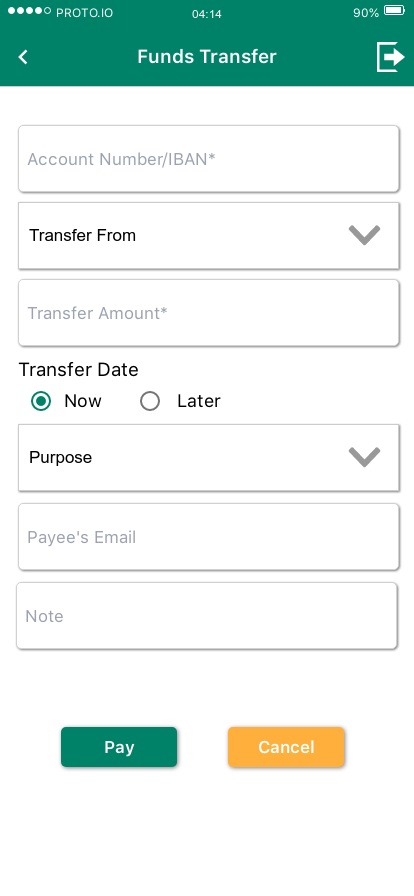 PROTO.IO 04:14 90%
Funds Transfer
Account Number/IBAN*
Transfer From
Transfer Amount*
Transfer Date
Now Later
Purpose
Payee's Email
Note
Pay Cancel